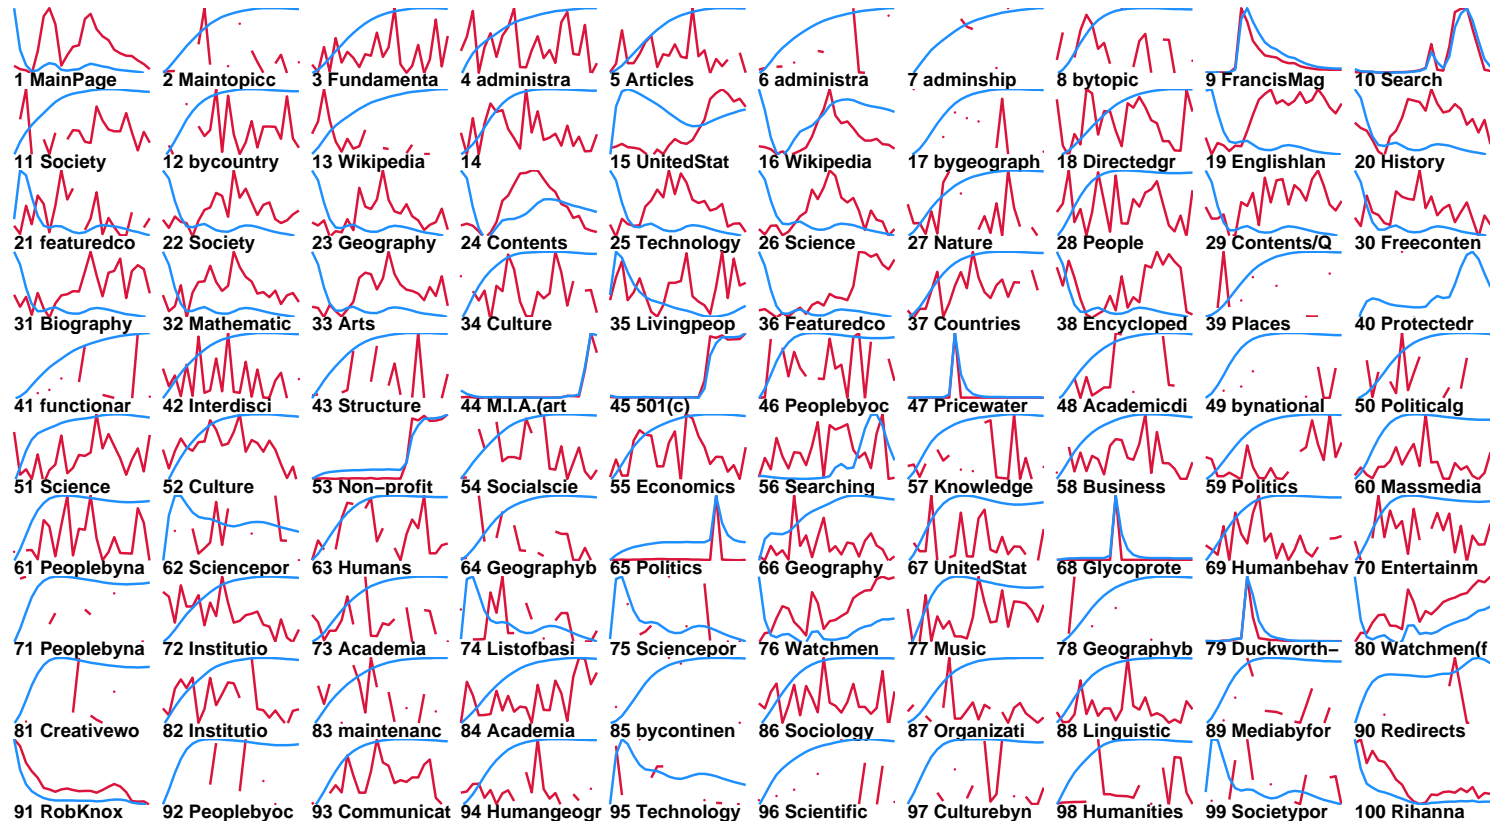 1 MainPage 2 Maintopicc 3 Fundamenta 4 administra 5 Articles 6 administra 7 adminship 8 bytopic 9 FrancisMag 10 Search
11 Society 12 bycountry 13 Wikipedia 14 15 UnitedStat 16 Wikipedia 17 bygeograph 18 Directedgr 19 Englishlan 20 History
21 featuredco 22 Society 23 Geography 24 Contents 25 Technology 26 Science 27 Nature 28 People 29 Contents/Q 30 Freeconten
31 Biography 32 Mathematic 33 Arts 34 Culture 35 Livingpeop 36 Featuredco 37 Countries 38 Encycloped 39 Places 40 Protectedr
41 functionar 42 Interdisci 43 Structure 44 M.I.A.(art 45 501(c) 46 Peoplebyoc 47 Pricewater 48 Academicdi 49 bynational 50 Politicalg
51 Science 52 Culture 53 Non−profit 54 Socialscie 55 Economics 56 Searching 57 Knowledge 58 Business 59 Politics 60 Massmedia
61 Peoplebyna 62 Sciencepor 63 Humans 64 Geographyb 65 Politics 66 Geography 67 UnitedStat 68 Glycoprote 69 Humanbehav 70 Entertainm
71 Peoplebyna 72 Institutio 73 Academia 74 Listofbasi 75 Sciencepor 76 Watchmen 77 Music 78 Geographyb 79 Duckworth− 80 Watchmen(f
81 Creativewo 82 Institutio 83 maintenanc 84 Academia 85 bycontinen 86 Sociology 87 Organizati 88 Linguistic 89 Mediabyfor 90 Redirects
91 RobKnox 92 Peoplebyoc 93 Communicat 94 Humangeogr 95 Technology 96 Scientific 97 Culturebyn 98 Humanities 99 Societypor 100 Rihanna